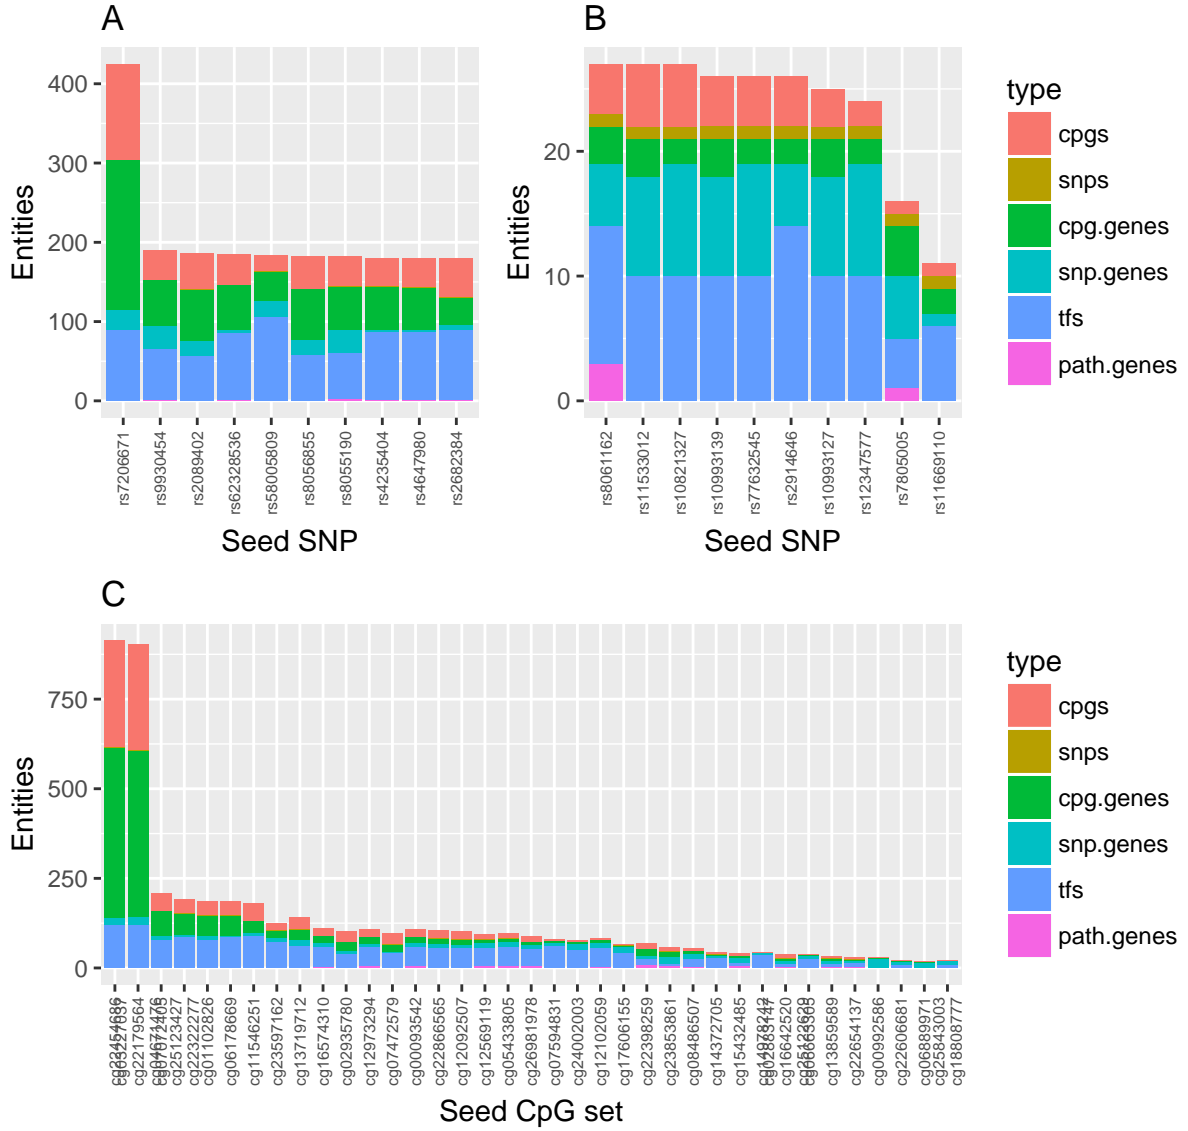 A
B
Entities
400
300
200
100
0
rs7206671
rs9930454
rs2089402
rs62328536
rs58005809
rs8056855
rs8055190
rs4235404
rs4647980
rs2682384
Seed SNP
Entities
20
10
0
rs8061162
rs11533012
rs10821327
rs10993139
rs77632545
rs2914646
rs10993127
rs12347577
rs7805005
rs11669110
Seed SNP
type
cpgs
snps
cpg.genes
snp.genes
tfs
path.genes
C
Entities
750
500
250
0
cg22179564
cg25123427
cg22322277
cg01102826
cg06178669
cg11546251
cg23597162
cg13719712
cg16574310
cg02935780
cg12973294
cg07472579
cg00093542
cg22866565
cg12092507
cg12569119
cg05433805
cg26981978
cg07594831
cg24002003
cg12102059
cg17606155
cg22398259
cg23853861
cg08486507
cg14372705
cg15432485
cg16642520
cg13859589
cg22654137
cg00992586
cg22606681
cg06889971
cg25843003
cg18808777
Seed CpG set
type
cpgs
snps
cpg.genes
snp.genes
tfs
path.genes